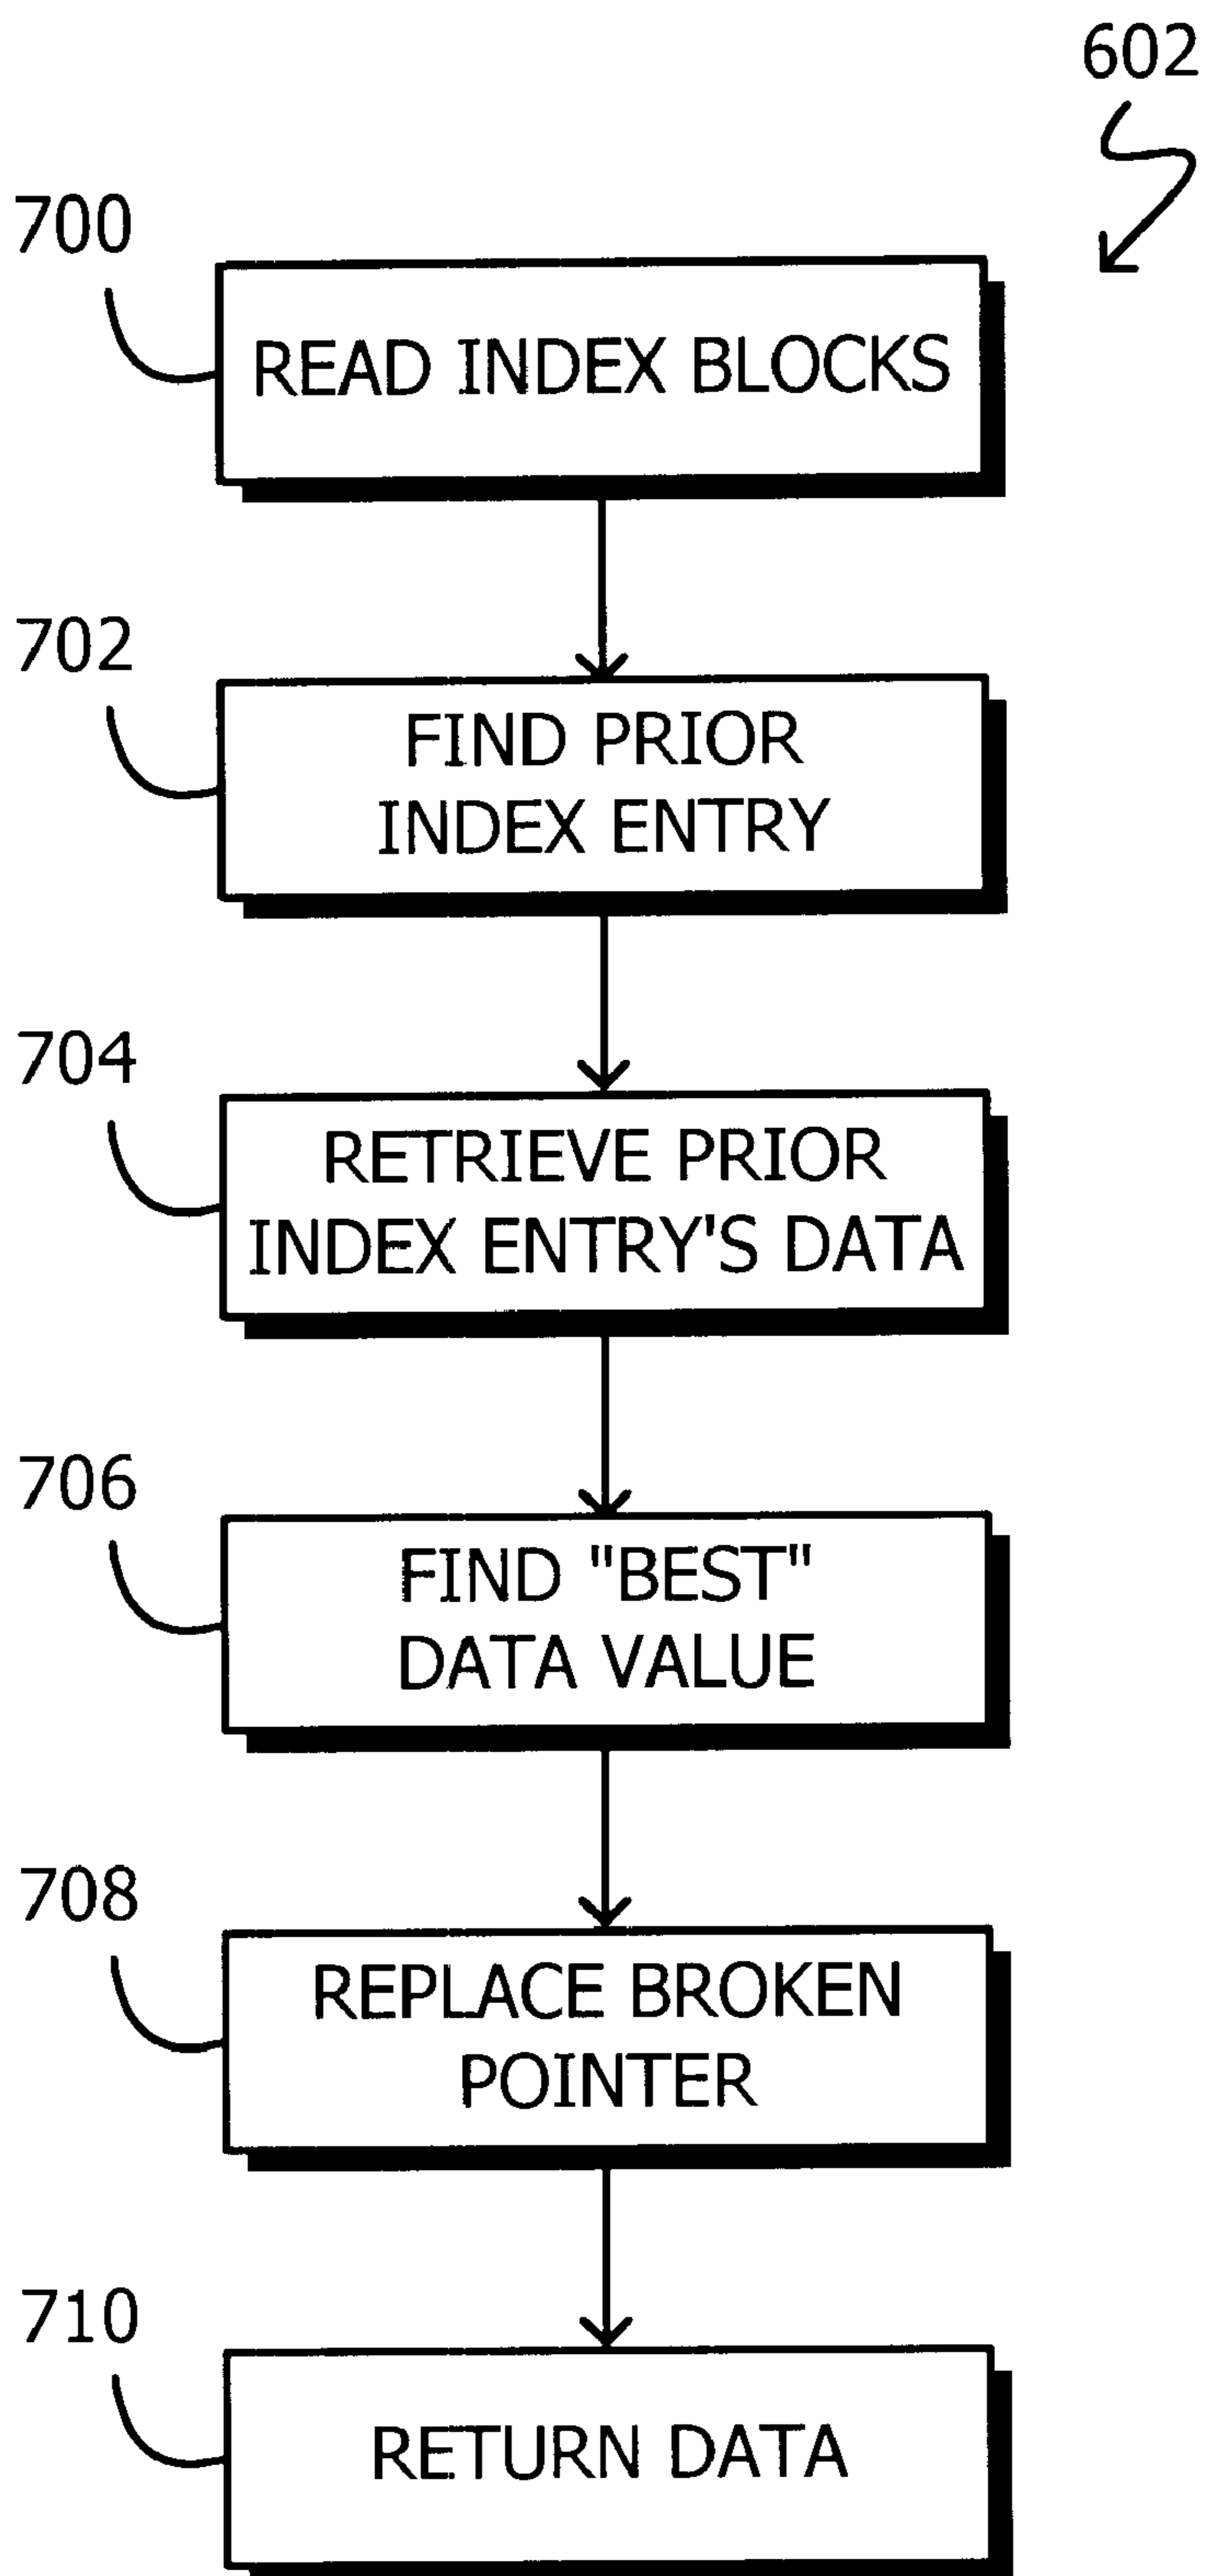 602
700
READ INDEX BLOCKS
702
FIND PRIOR
INDEX ENTRY
704
RETRIEVE PRIOR
INDEX ENTRY'S DATA
706
FIND "BEST"
DATA VALUE
708
REPLACE BROKEN
POINTER
710
RETURN DATA